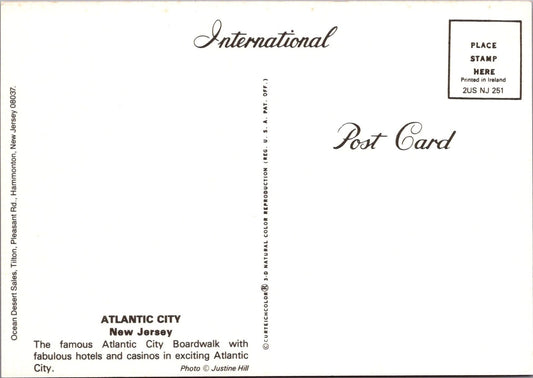 International
PLACE
STAMP
HERE
Printed in Ireland
2US NJ 251
Post Card
Ocean Desert Sales, Tilton, Pleasant Rd., Hammonton, New Jersey 08037.
© CURTEICHCOLOR® 3-D NATURAL COLOR REPRODUCTION (REG. U. S. A. PAT. OFF.)
ATLANTIC CITY
New Jersey
The famous Atlantic City Boardwalk with
fabulous hotels and casinos in exciting Atlantic
City.
Photo © Justine Hill